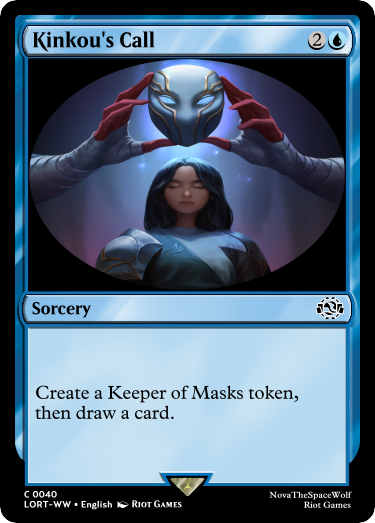 Kinkou's Call 2
Sorcery
Create a Keeper of Masks token,
then draw a card.
C 0040
LORT-WW • English RIOT GAMES
NovaTheSpaceWolf
Riot Games